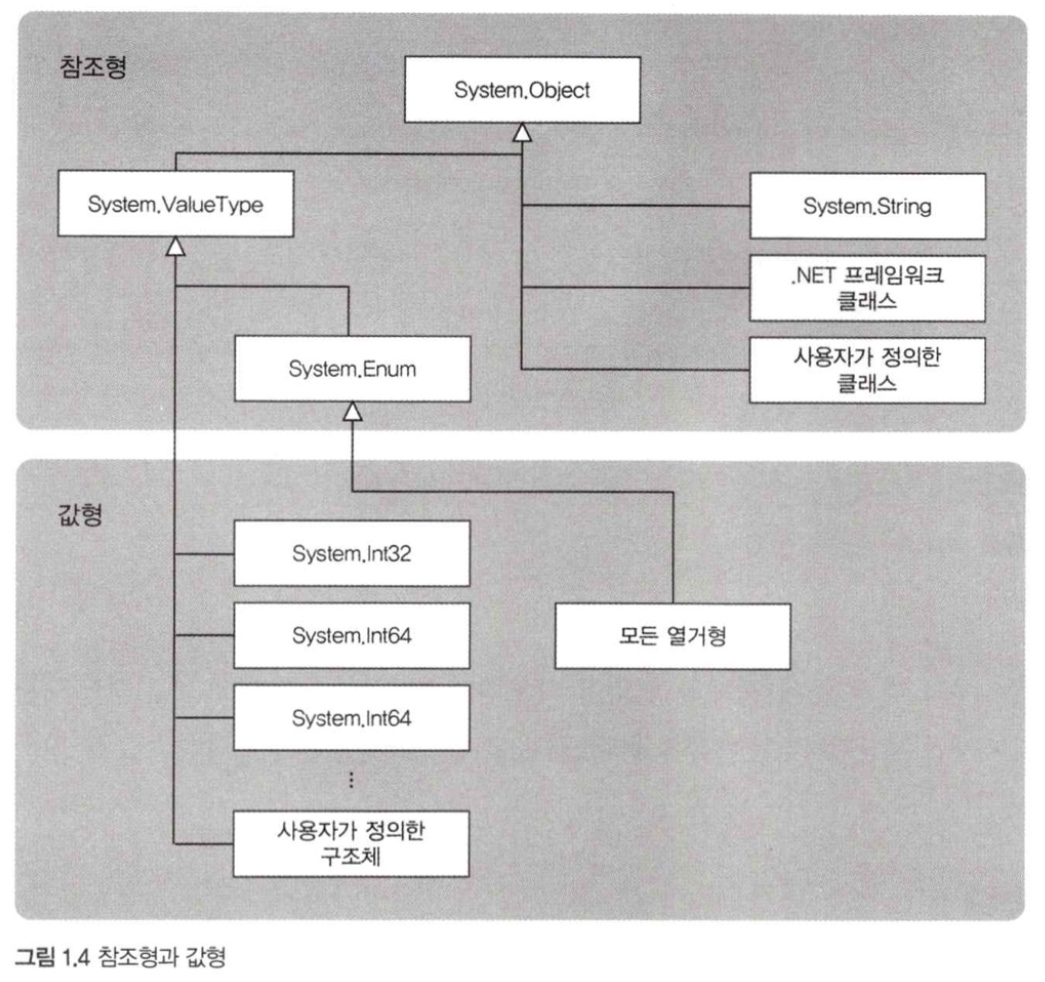 참조형
System.Object
System.ValueType
System.String
.NET 프레임워크
클래스
System.Enum
사용자가 정의한
클래스
값형
System.Int32
System.Int64
모든 열거형
System.Int64
⋮
사용자가 정의한
구조체
그림 1.4 참조형과 값형